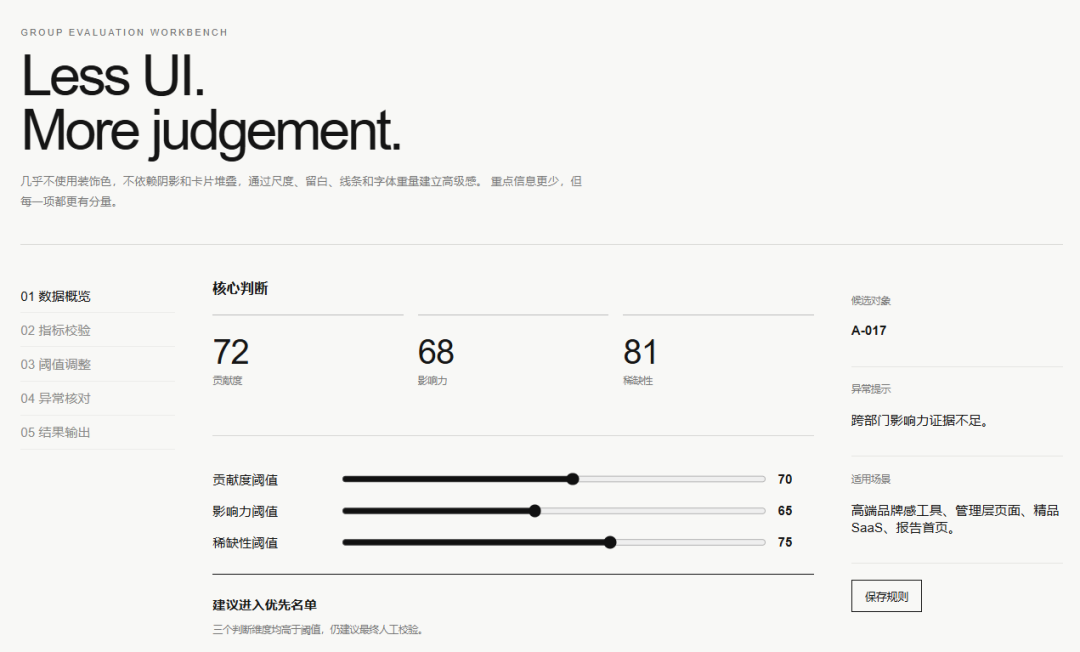 GROUP EVALUATION WORKBENCH
Less UI.
More judgement.
几乎不使用装饰色，不依赖阴影和卡片堆叠，通过尺度、留白、线条和字体重量建立高级感。 重点信息更少，但
每一项都更有分量。
01 数据概览
02 指标校验
03 阈值调整
04 异常核对
05 结果输出
核心判断
72
贡献度
68
影响力
81
稀缺性
贡献度阈值 70
影响力阈值 65
稀缺性阈值 75
建议进入优先名单
三个判断维度均高于阈值，仍建议最终人工校验。
候选对象
A-017
异常提示
跨部门影响力证据不足。
适用场景
高端品牌感工具、管理层页面、精品
SaaS、报告首页。
保存规则